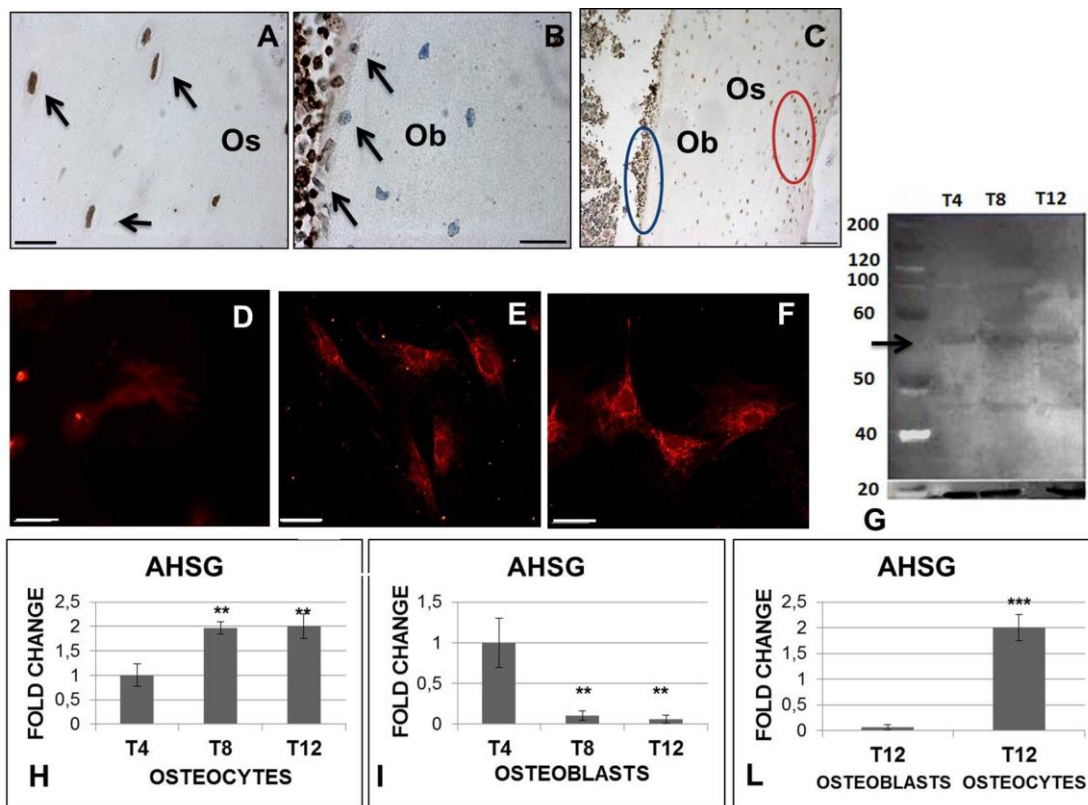 A
Os
B
Ob
C
Os
Ob
D
E
F
T4 T8 T12
200
120
100
60
50
40
20
G
AHSG
FOLD CHANGE
2,5
2
1,5
1
0,5
0
**
**
T4 T8 T12
OSTEOCYTES
H
AHSG
FOLD CHANGE
1,5
1
0,5
0
**
**
T4 T8 T12
OSTEOBLASTS
I
AHSG
FOLD CHANGE
2,5
2
1,5
1
0,5
0
***
T12 T12
OSTEOBLASTS OSTEOCYTES
L